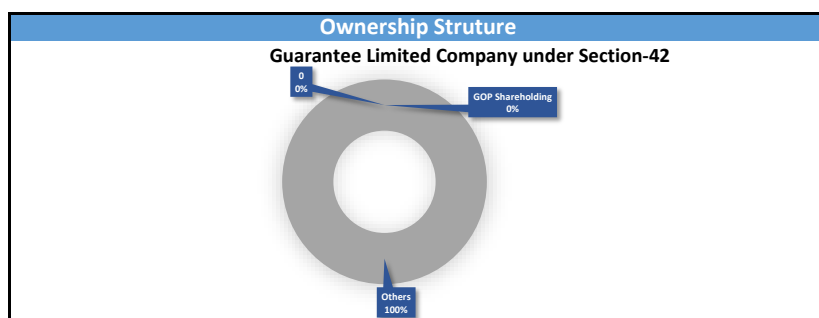 Ownership Struture
Guarantee Limited Company under Section-42
0
0%
GOP Shareholding
0%
Others
100%